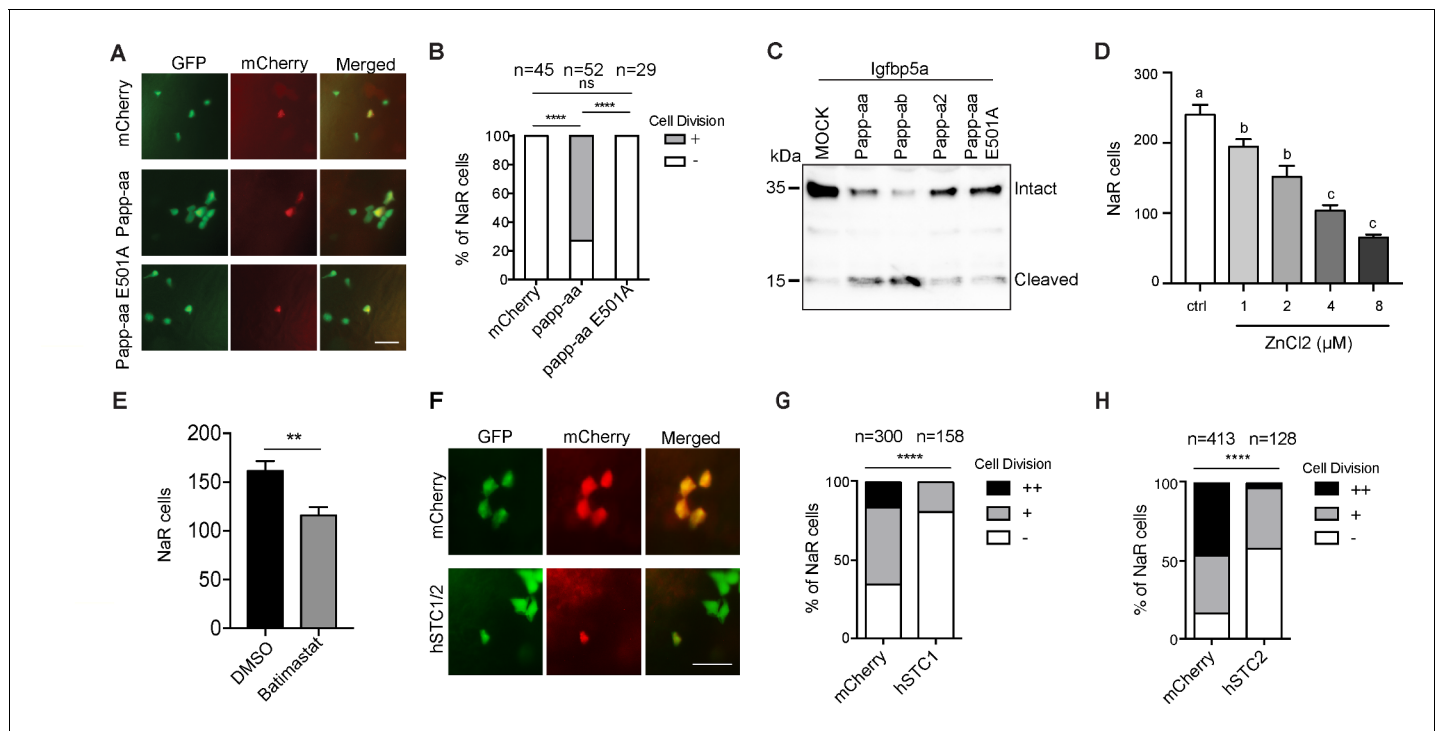 A
GFP
mCherry
Merged
mCherry
Papp-aa
Papp-aa E501A
B
n=45 n=52 n=29
ns
**** ****
Cell Division
+
-
% of NaR cells
100
80
60
40
20
0
mCherry
papp-aa
papp-aa E501A
C
Igfbp5a
MOCK
Papp-aa
Papp-ab
Papp-a2
Papp-aa
E501A
kDa
35
15
Intact
Cleaved
D
NaR cells
300
200
100
0
a
b
b
c
c
ctrl 1 2 4 8
ZnCl2 (µM)
E
NaR cells
200
150
100
50
0
**
DMSO
Batimastat
F
GFP
mCherry
Merged
mCherry
hSTC1/2
G
n=300 n=158
****
Cell Division
++
+
-
% of NaR cells
100
50
0
mCherry
hSTC1
H
n=413 n=128
****
Cell Division
++
+
-
% of NaR cells
100
50
0
mCherry
hSTC2